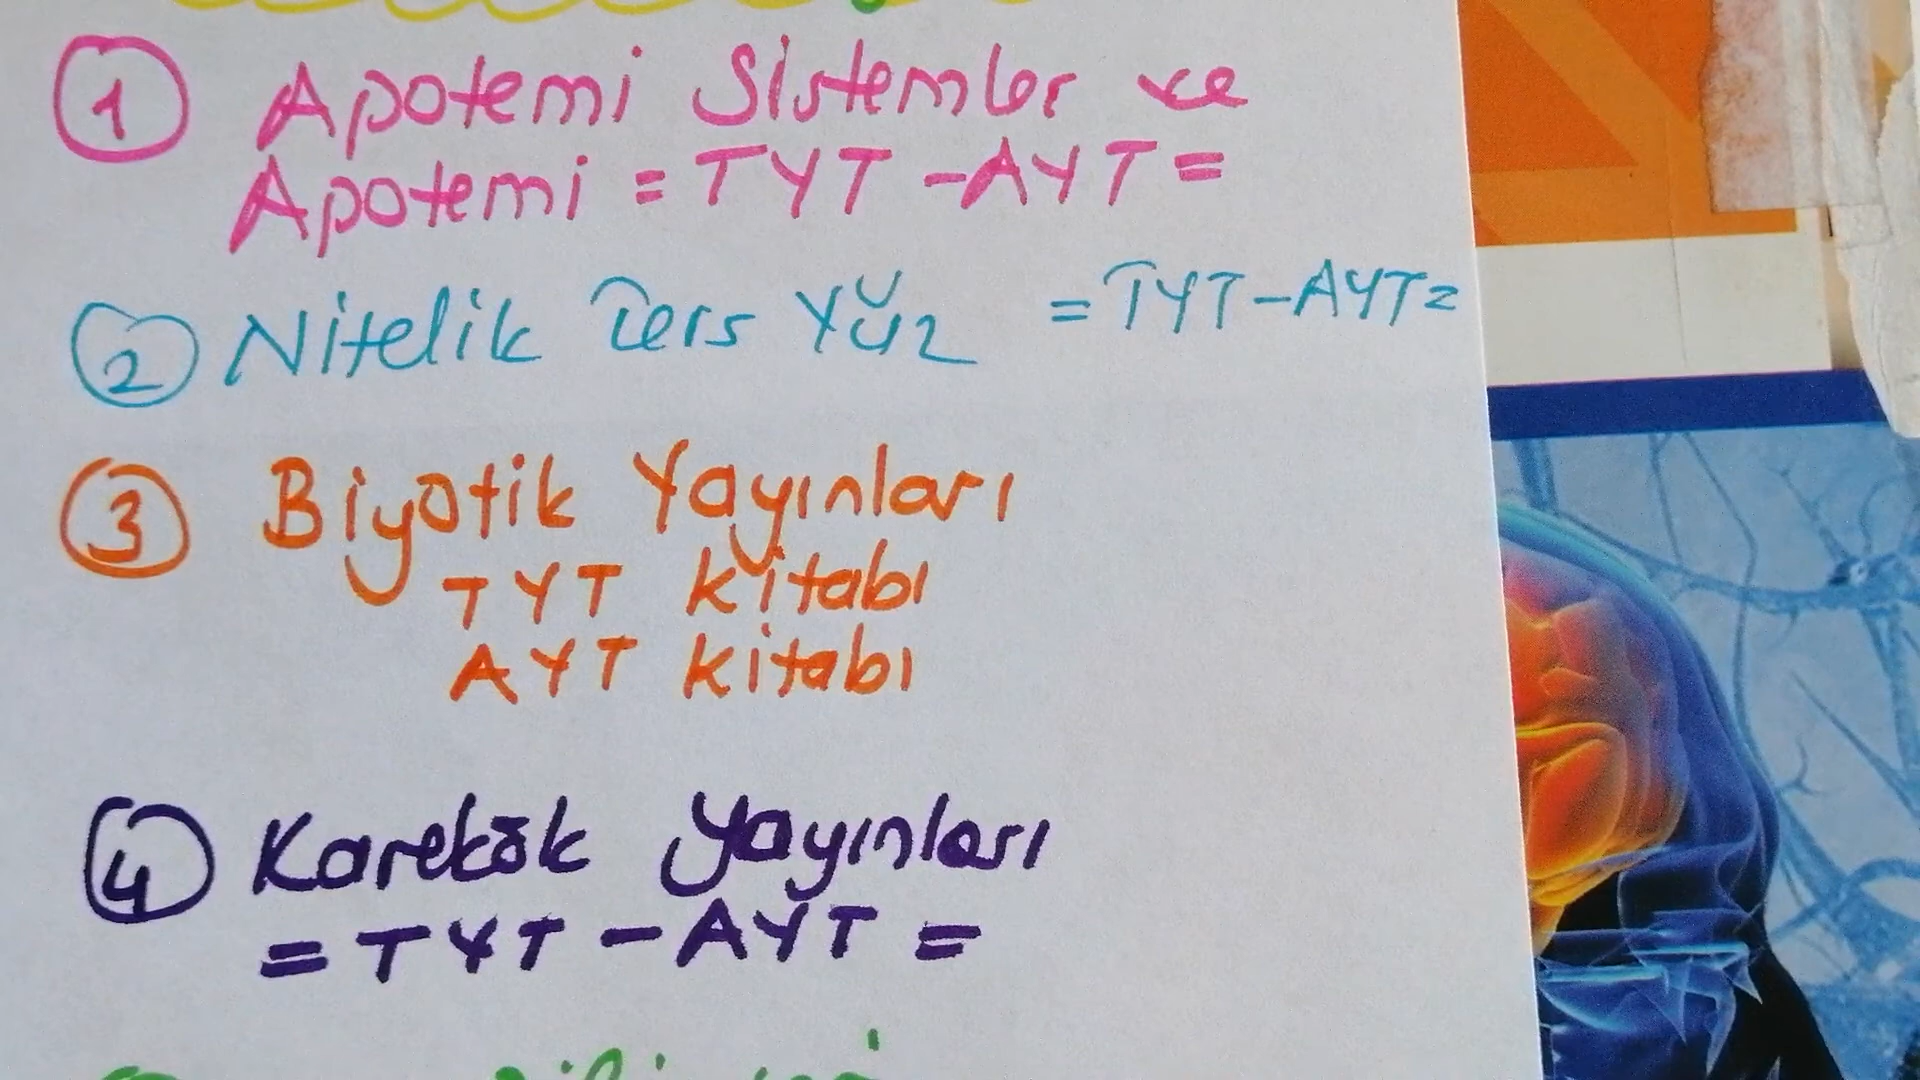 1 Apotemi Sistemler ve
Apotemi = TYT - AYT =
2 Nitelik Ters Yüz = TYT - AYT =
3 Biyotik Yayınları
TYT kitabı
AYT kitabı
4 Karekök yayınları
= TYT - AYT =